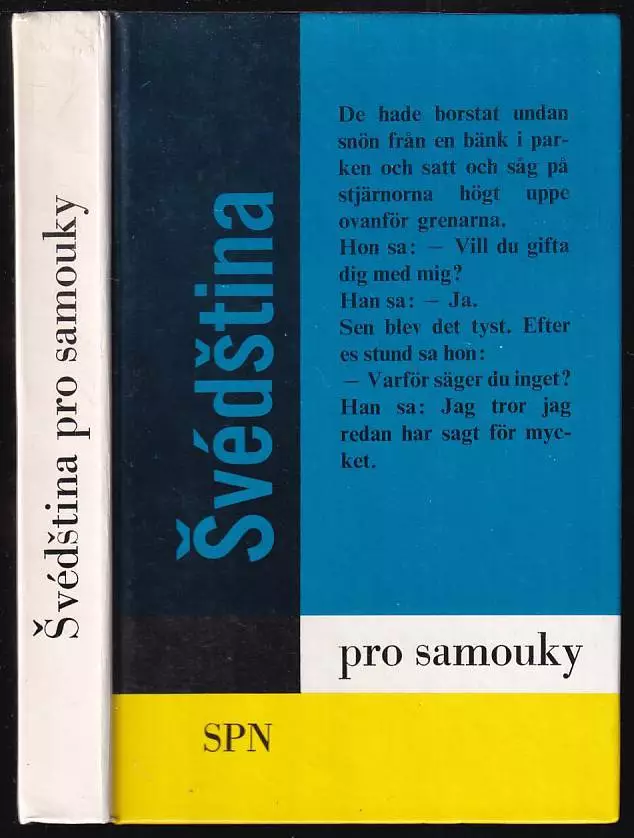 Švédština pro samouky
Švédština
De hade borstat undan
snön från en bänk i par-
ken och satt och såg på
stjärnorna högt uppe
ovanför grenarna.
Hon sa: — Vill du gifta
dig med mig?
Han sa: — Ja.
Sen blev det tyst. Efter
es stund sa hon:
— Varför säger du inget?
Han sa: Jag tror jag
redan har sagt för myc-
ket.
pro samouky
SPN